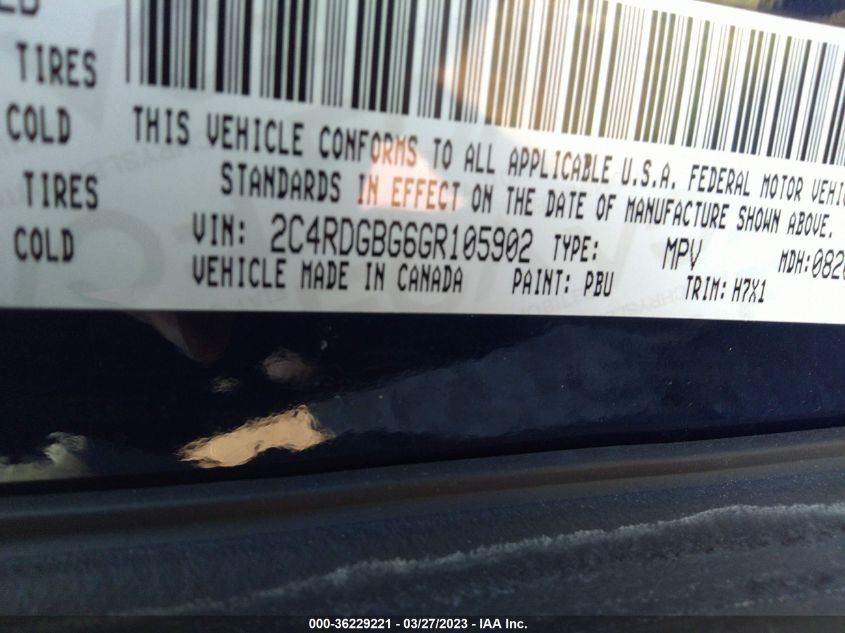 TIRES
COLD THIS VEHICLE CONFORMS TO ALL APPLICABLE U.S.A. FEDERAL MOTOR
TIRES STANDARDS IN EFFECT ON THE DATE OF MANUFACTURE SHOWN ABOVE.
COLD VIN: 2C4RDGBG6GR105902 TYPE: MPV MDH:082
VEHICLE MADE IN CANADA PAINT: PBU TRIM: H7X1
000-36229221 - 03/27/2023 - IAA Inc.